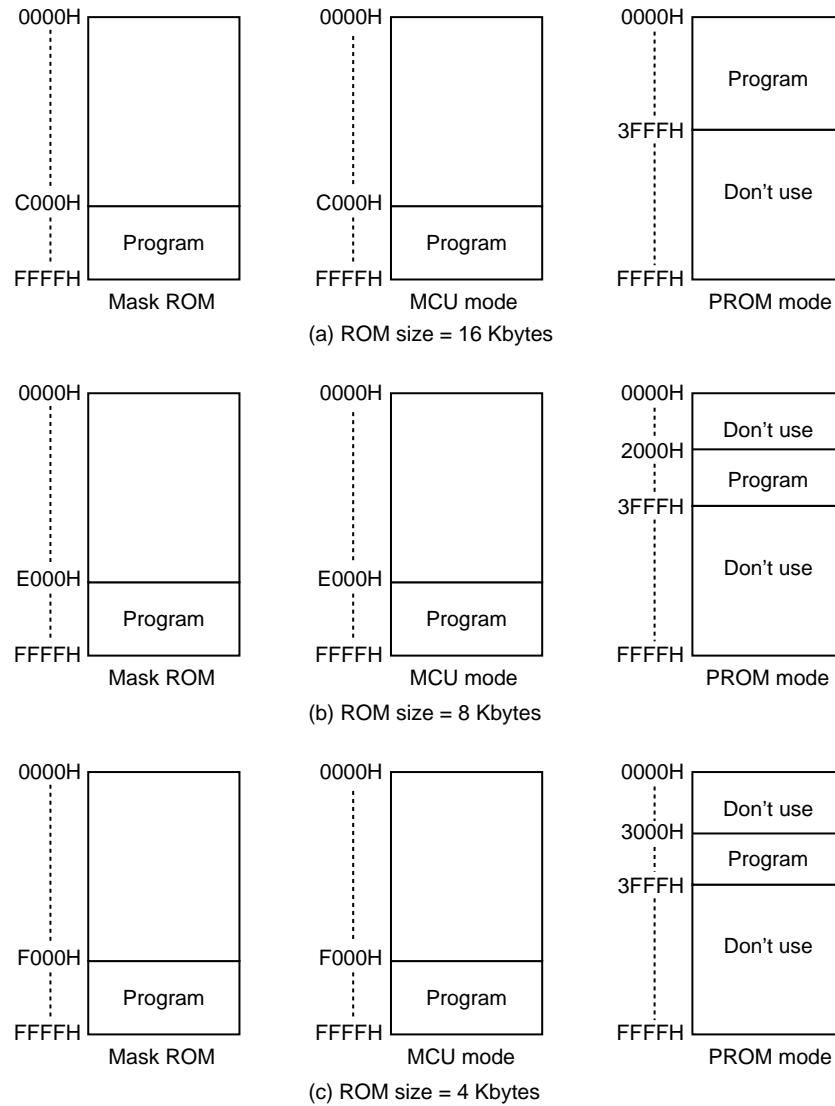 0000H 0000H 0000H
Program
3FFFH
C000H C000H Don't use
Program Program
FFFFH FFFFH FFFFH
Mask ROM MCU mode PROM mode
(a) ROM size = 16 Kbytes
0000H 0000H 0000H
Don't use
2000H
Program
3FFFH
Don't use
E000H E000H
Program Program
FFFFH FFFFH FFFFH
Mask ROM MCU mode PROM mode
(b) ROM size = 8 Kbytes
0000H 0000H 0000H
Don't use
3000H
Program
3FFFH
Don't use
F000H F000H
Program Program
FFFFH FFFFH FFFFH
Mask ROM MCU mode PROM mode
(c) ROM size = 4 Kbytes